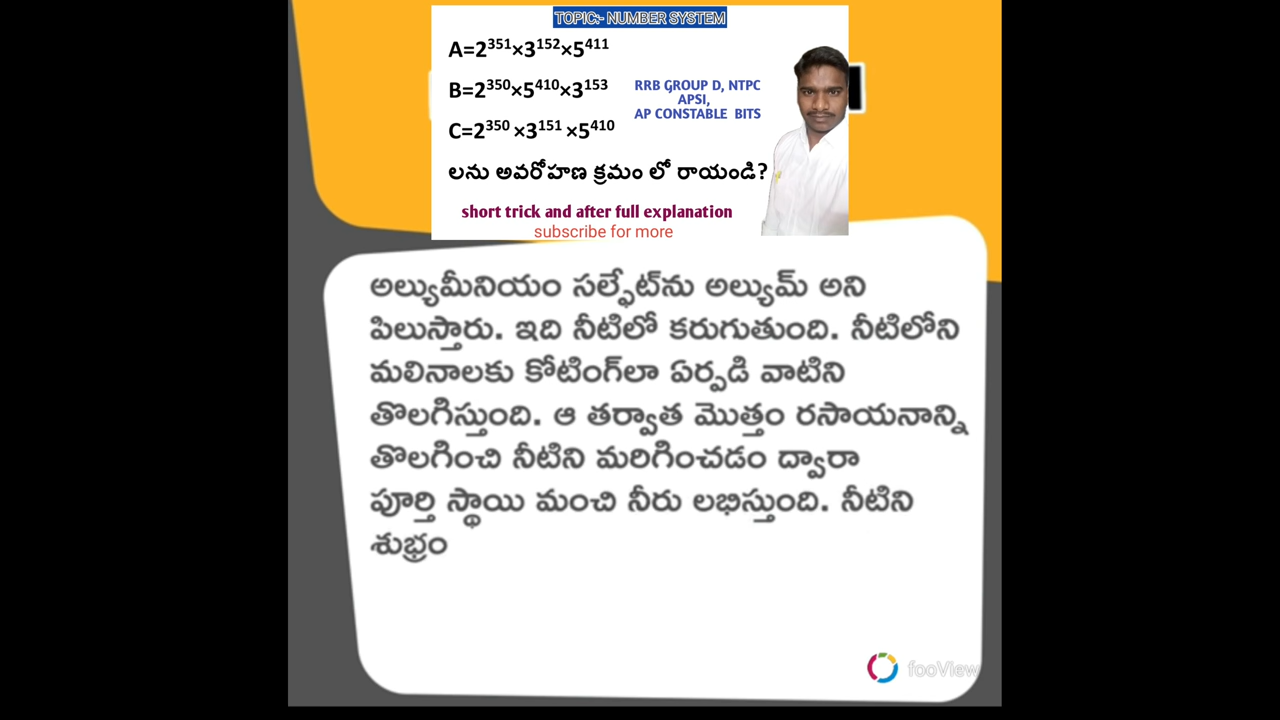 TOPIC:- NUMBER SYSTEM
A=2³⁵¹×3¹⁵²×5⁴¹¹
B=2³⁵⁰×5⁴¹⁰×3¹⁵³
C=2³⁵⁰ ×3¹⁵¹ ×5⁴¹⁰
RRB GROUP D, NTPC
APSI,
AP CONSTABLE BITS
లను అవరోహణ క్రమం లో రాయండి?
short trick and after full explanation
subscribe for more
అల్యుమీనియం సల్ఫేట్‌ను అల్యుమ్ అని
పిలుస్తారు. ఇది నీటిలో కరుగుతుంది. నీటిలోని
మలినాలకు కోటింగ్‌లా ఏర్పడి వాటిని
తొలగిస్తుంది. ఆ తర్వాత మొత్తం రసాయనాన్ని
తొలగించి నీటిని మరిగించడం ద్వారా
పూర్తి స్థాయి మంచి నీరు లభిస్తుంది. నీటిని
శుభ్రం
fooView